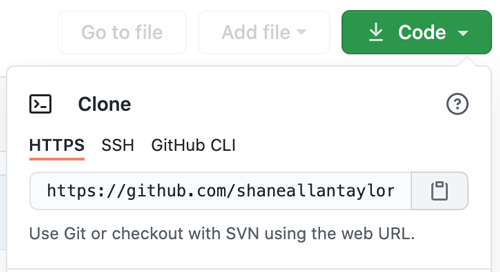 Go to file Add file Code
Clone
HTTPS SSH GitHub CLI
https://github.com/shaneallantaylor
Use Git or checkout with SVN using the web URL.